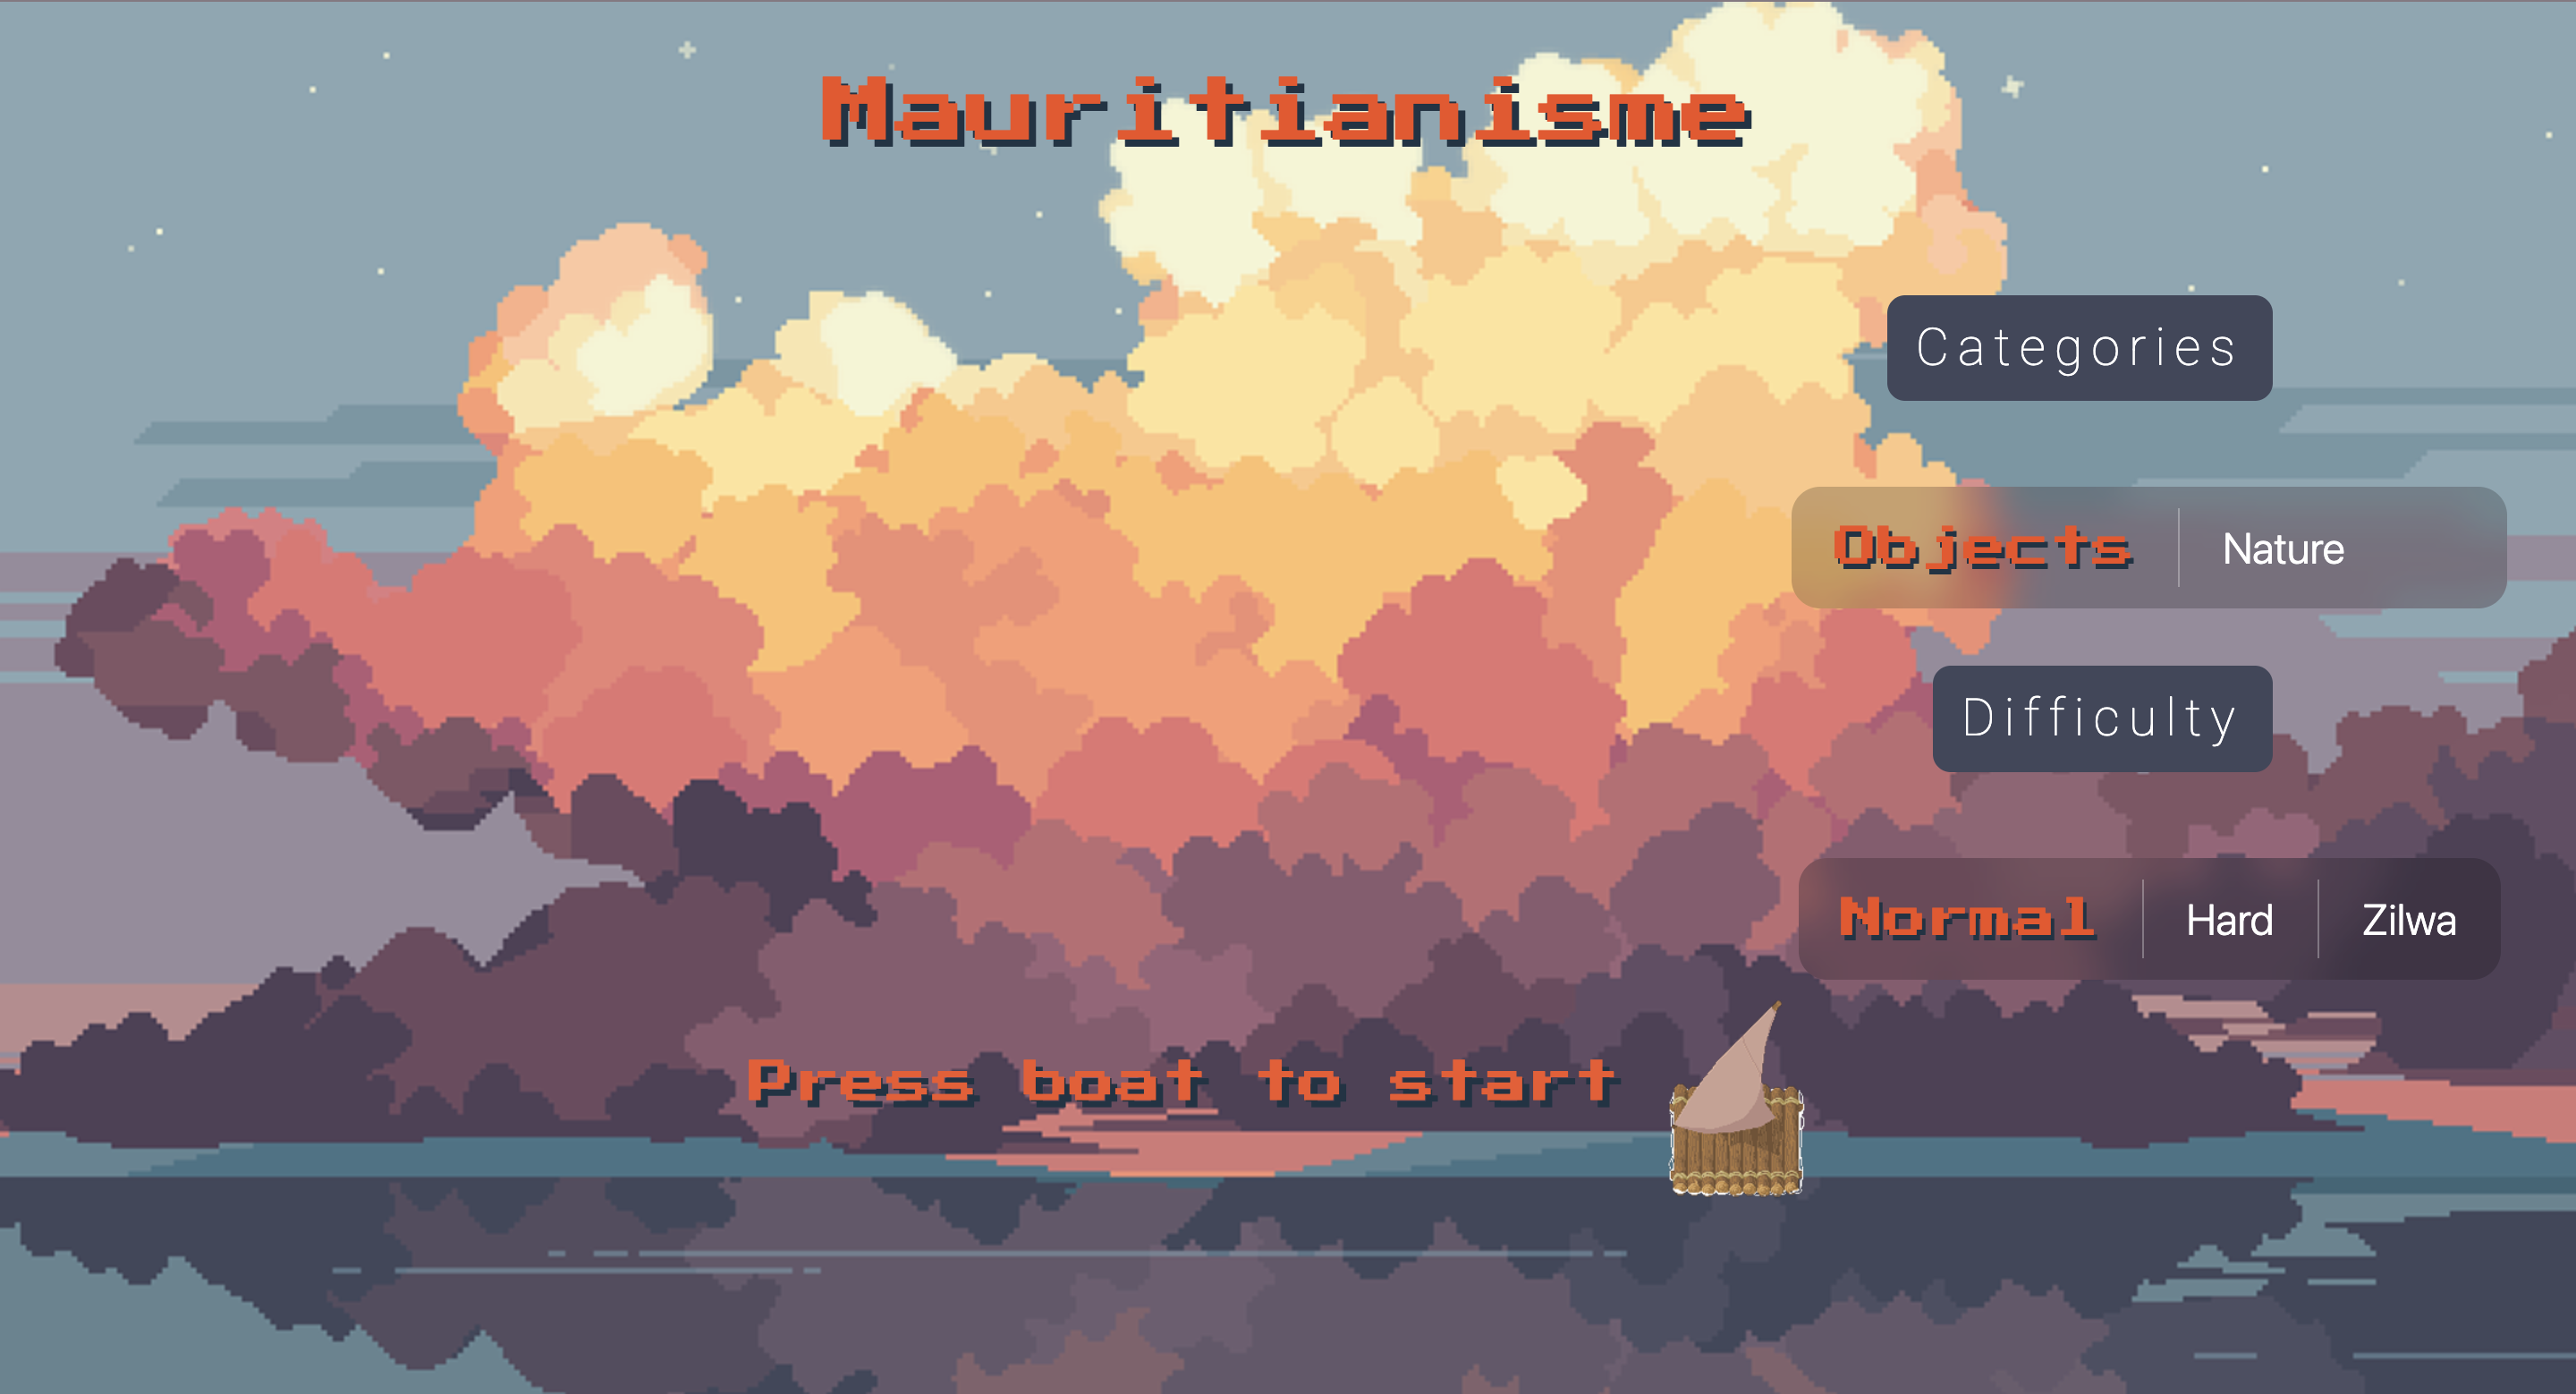 Mauritianisme
Categories
Objects Nature
Difficulty
Normal Hard Zilwa
Press boat to start